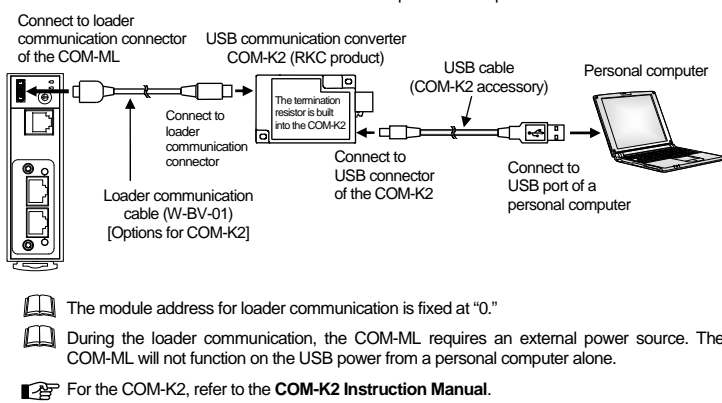 Connect to loader
communication connector
of the COM-ML
USB communication converter
COM-K2 (RKC product)
USB cable
(COM-K2 accessory)
Personal computer
The termination
resistor is built
into the COM-K2
Connect to
loader
communication
connector
Loader communication
cable (W-BV-01)
[Options for COM-K2]
Connect to
USB connector
of the COM-K2
Connect to
USB port of a
personal computer
The module address for loader communication is fixed at “0.”
During the loader communication, the COM-ML requires an external power source. The
COM-ML will not function on the USB power from a personal computer alone.
For the COM-K2, refer to the COM-K2 Instruction Manual.